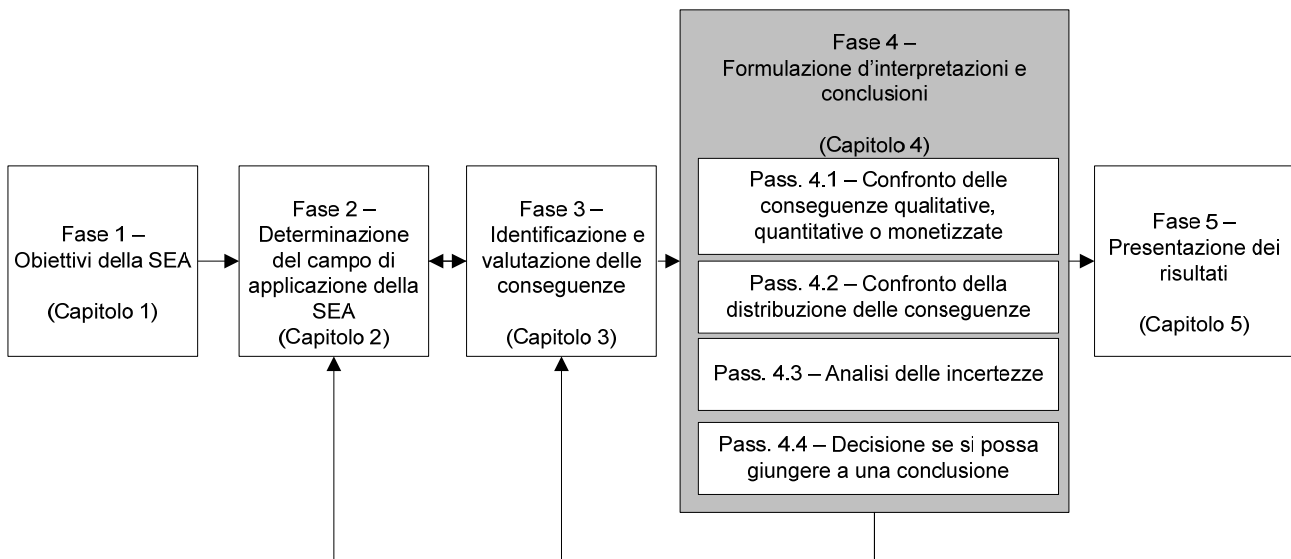 Fase 1 –
Obiettivi della SEA
(Capitolo 1)
Fase 2 –
Determinazione
del campo di
applicazione della
SEA
(Capitolo 2)
Fase 3 –
Identificazione e
valutazione delle
conseguenze
(Capitolo 3)
Fase 4 –
Formulazione d'interpretazioni e
conclusioni
(Capitolo 4)
Pass. 4.1 – Confronto delle
conseguenze qualitative,
quantitative o monetizzate
Pass. 4.2 – Confronto della
distribuzione delle conseguenze
Pass. 4.3 – Analisi delle incertezze
Pass. 4.4 – Decisione se si possa
giungere a una conclusione
Fase 5 –
Presentazione dei
risultati
(Capitolo 5)